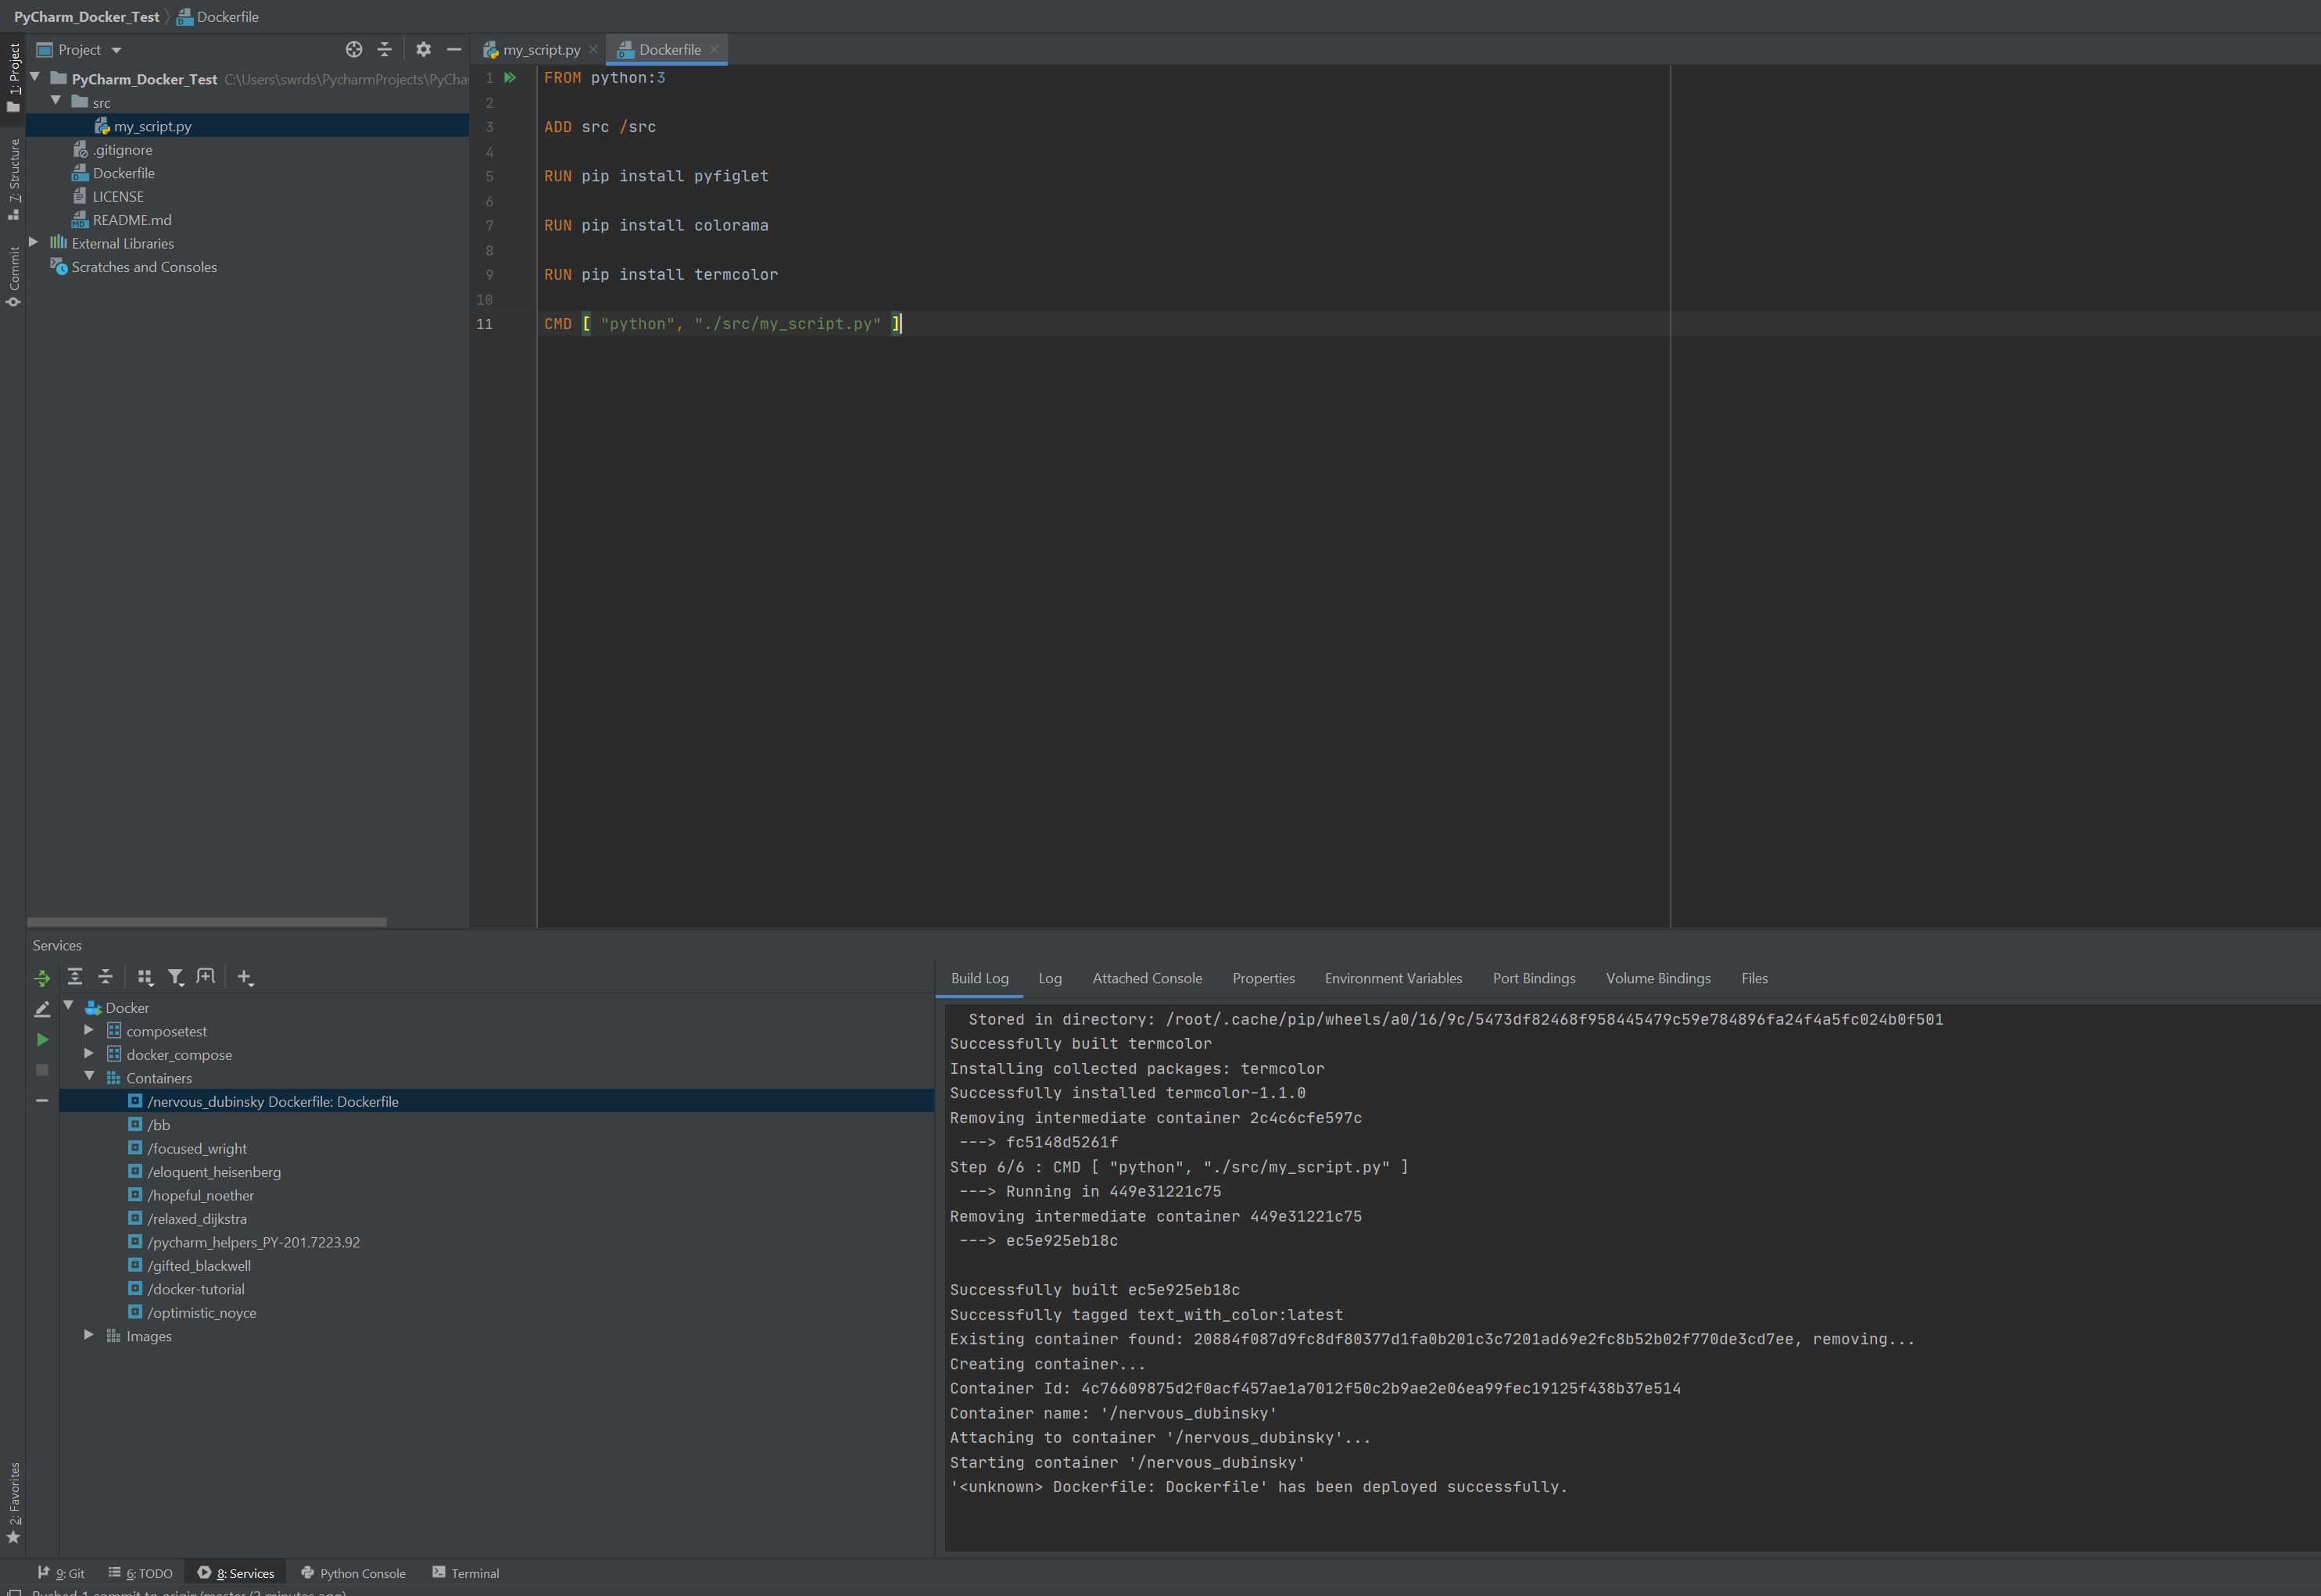 PyCharm_Docker_Test Dockerfile
1: Project
7: Structure
Commit
2: Favorites
Project
PyCharm_Docker_Test C:\Users\swrds\PycharmProjects\PyCha
src
my_script.py
.gitignore
Dockerfile
LICENSE
README.md
External Libraries
Scratches and Consoles
my_script.py Dockerfile
1 FROM python:3
2
3 ADD src /src
4
5 RUN pip install pyfiglet
6
7 RUN pip install colorama
8
9 RUN pip install termcolor
10
11 CMD [ "python", "./src/my_script.py" ]
Services
Docker
composetest
docker_compose
Containers
/nervous_dubinsky Dockerfile: Dockerfile
/bb
/focused_wright
/eloquent_heisenberg
/hopeful_noether
/relaxed_dijkstra
/pycharm_helpers_PY-201.7223.92
/gifted_blackwell
/docker-tutorial
/optimistic_noyce
Images
Build Log Log Attached Console Properties Environment Variables Port Bindings Volume Bindings Files
Stored in directory: /root/.cache/pip/wheels/a0/16/9c/5473df82468f958445479c59e784896fa24f4a5fc024b0f501
Successfully built termcolor
Installing collected packages: termcolor
Successfully installed termcolor-1.1.0
Removing intermediate container 2c4c6cfe597c
---> fc5148d5261f
Step 6/6 : CMD [ "python", "./src/my_script.py" ]
---> Running in 449e31221c75
Removing intermediate container 449e31221c75
---> ec5e925eb18c
Successfully built ec5e925eb18c
Successfully tagged text_with_color:latest
Existing container found: 20884f087d9fc8df80377d1fa0b201c3c7201ad69e2fc8b52b02f770de3cd7ee, removing...
Creating container...
Container Id: 4c76609875d2f0acf457ae1a7012f50c2b9ae2e06ea99fec19125f438b37e514
Container name: '/nervous_dubinsky'
Attaching to container '/nervous_dubinsky'...
Starting container '/nervous_dubinsky'
'<unknown> Dockerfile: Dockerfile' has been deployed successfully.
9: Git 6: TODO 8: Services Python Console Terminal
Pushed 1 commit to origin/master (2 minutes ago)